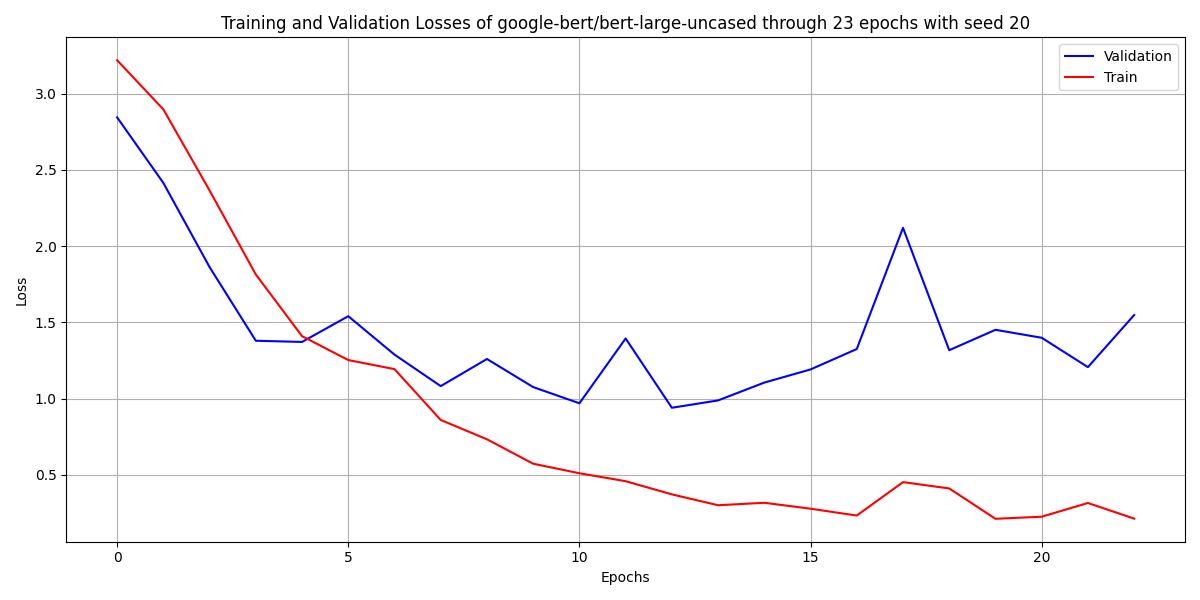 Training and Validation Losses of google-bert/bert-large-uncased through 23 epochs with seed 20
Validation
Train
3.0
2.5
2.0
1.5
1.0
0.5
Loss
0
5
10
15
20
Epochs